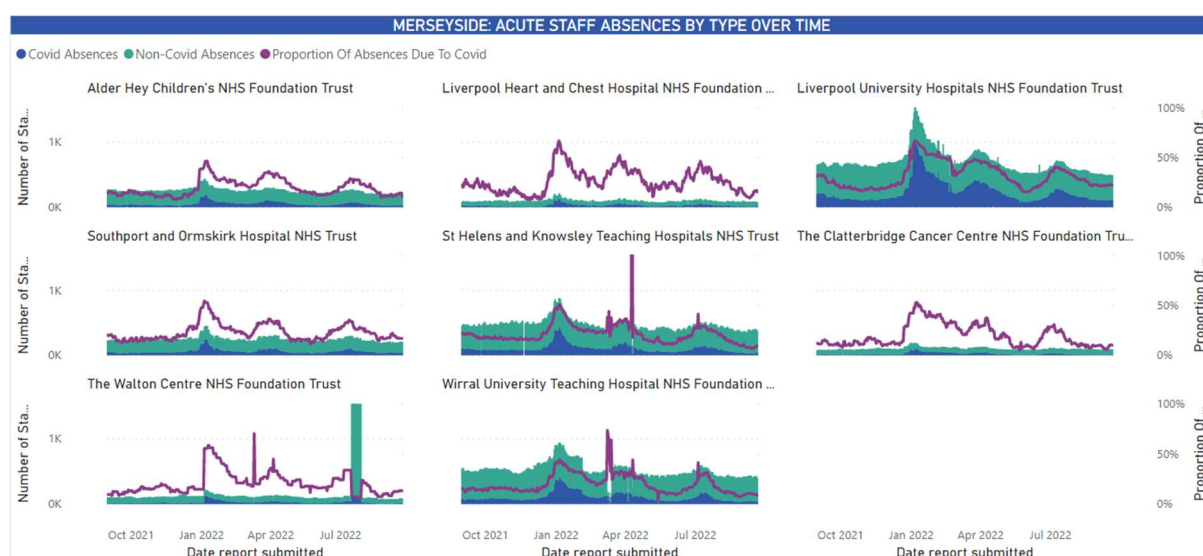 MERSEYSIDE: ACUTE STAFF ABSENCES BY TYPE OVER TIME
Covid Absences Non-Covid Absences Proportion Of Absences Due To Covid
Alder Hey Children's NHS Foundation Trust
Liverpool Heart and Chest Hospital NHS Foundation ...
Liverpool University Hospitals NHS Foundation Trust
Number of Sta...
1K
0K
100%
50%
0%
Proportion Of ...
Southport and Ormskirk Hospital NHS Trust
St Helens and Knowsley Teaching Hospitals NHS Trust
The Clatterbridge Cancer Centre NHS Foundation Tru...
Number of Sta...
1K
0K
100%
50%
0%
Proportion Of ...
The Walton Centre NHS Foundation Trust
Wirral University Teaching Hospital NHS Foundation ...
Number of Sta...
1K
0K
100%
50%
0%
Proportion Of ...
Oct 2021 Jan 2022 Apr 2022 Jul 2022
Oct 2021 Jan 2022 Apr 2022 Jul 2022
Oct 2021 Jan 2022 Apr 2022 Jul 2022
Date report submitted
Date report submitted
Date report submitted